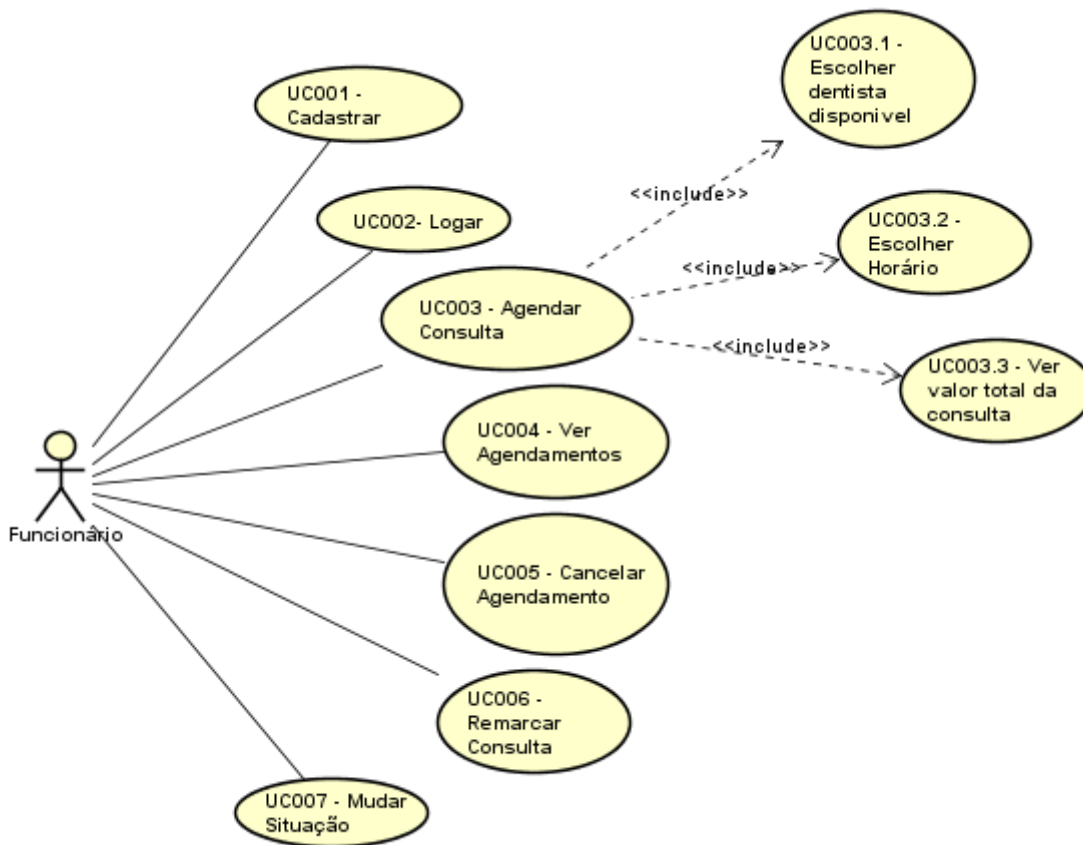 UC001 -
Cadastrar
UC002- Logar
UC003 - Agendar
Consulta
UC004 - Ver
Agendamentos
UC005 - Cancelar
Agendamento
UC006 -
Remarcar
Consulta
UC007 - Mudar
Situação
Funcionário
<<include>>
<<include>>
<<include>>
UC003.1 -
Escolher
dentista
disponivel
UC003.2 -
Escolher
Horário
UC003.3 - Ver
valor total da
consulta